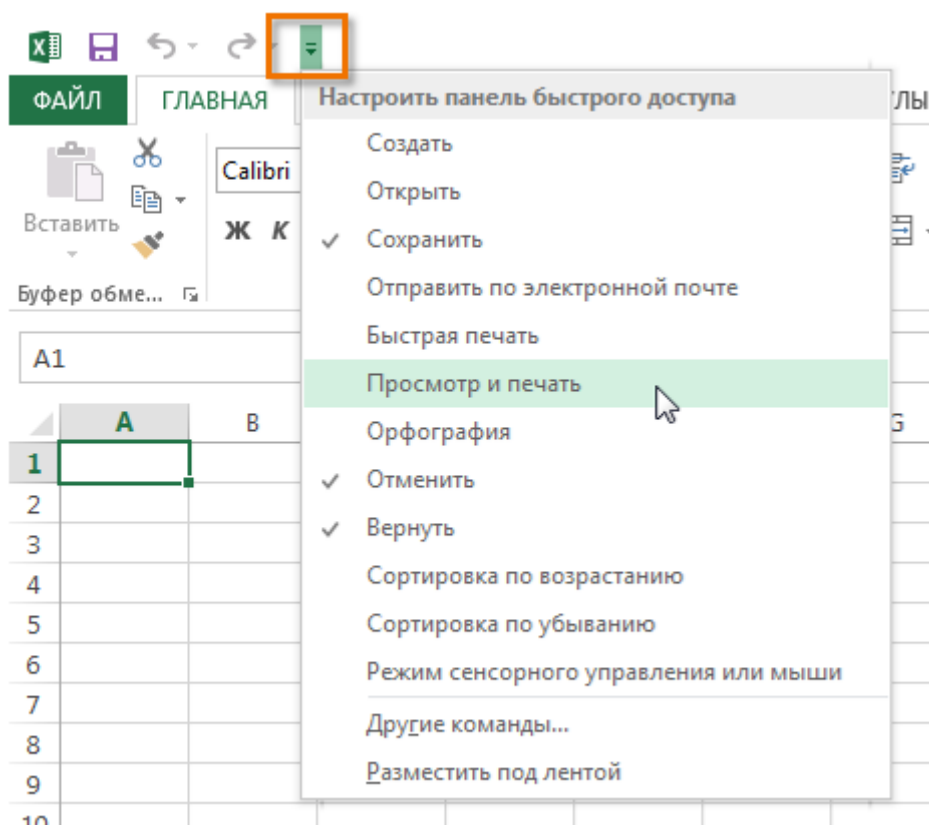 ФАЙЛ
ГЛАВНАЯ
Настроить панель быстрого доступа
Создать
Открыть
Сохранить
Отправить по электронной почте
Быстрая печать
Просмотр и печать
Орфография
Отменить
Вернуть
Сортировка по возрастанию
Сортировка по убыванию
Режим сенсорного управления или мыши
Другие команды...
Разместить под лентой
Вставить
Calibri
Ж К
Буфер обме...
A1
A B G
1
2
3
4
5
6
7
8
9
10